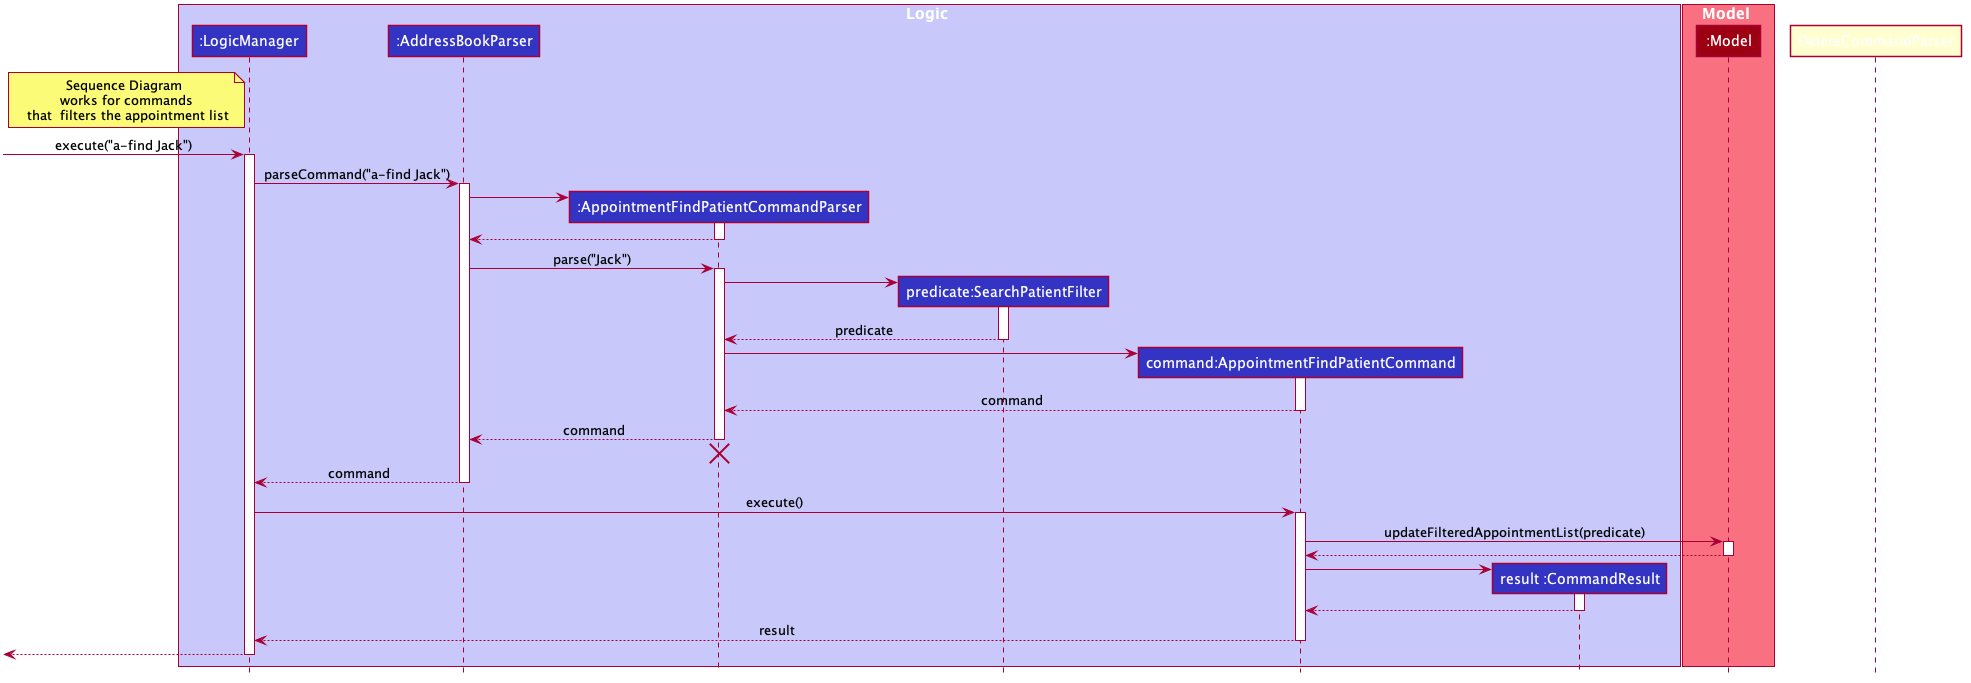 Logic
Model
:LogicManager
:AddressBookParser
:Model
DeleteCommandParser
Sequence Diagram
works for commands
that filters the appointment list
execute("a-find Jack")
parseCommand("a-find Jack")
:AppointmentFindPatientCommandParser
parse("Jack")
predicate:SearchPatientFilter
predicate
command:AppointmentFindPatientCommand
command
command
command
execute()
updateFilteredAppointmentList(predicate)
result :CommandResult
result